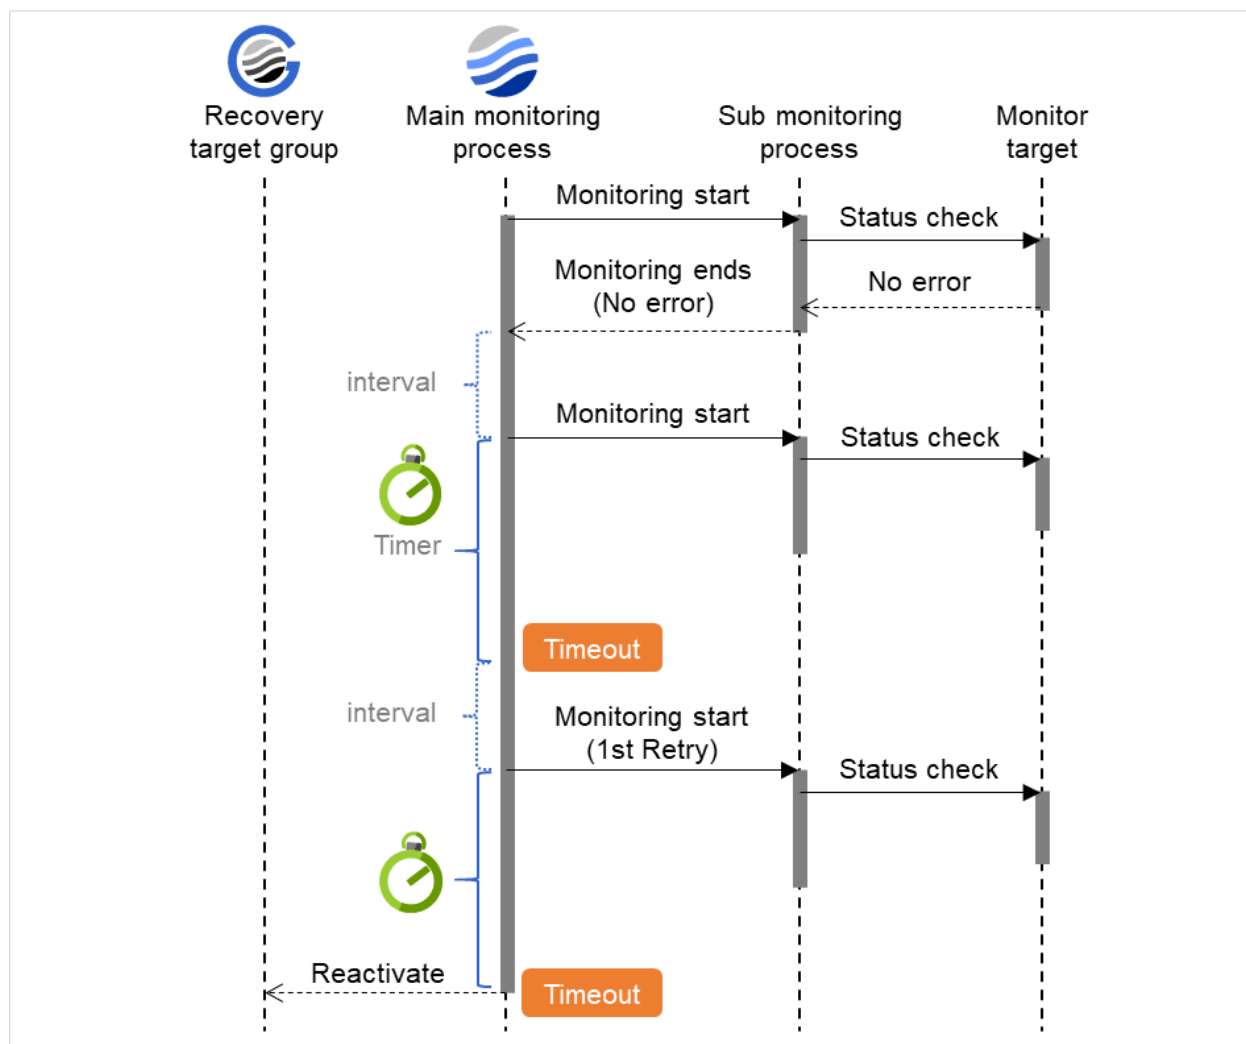 Recovery
target group
Main monitoring
process
Sub monitoring
process
Monitor
target
Monitoring start
Status check
Monitoring ends
(No error)
No error
interval
Monitoring start
Status check
Timer
Timeout
interval
Monitoring start
(1st Retry)
Status check
Reactivate
Timeout